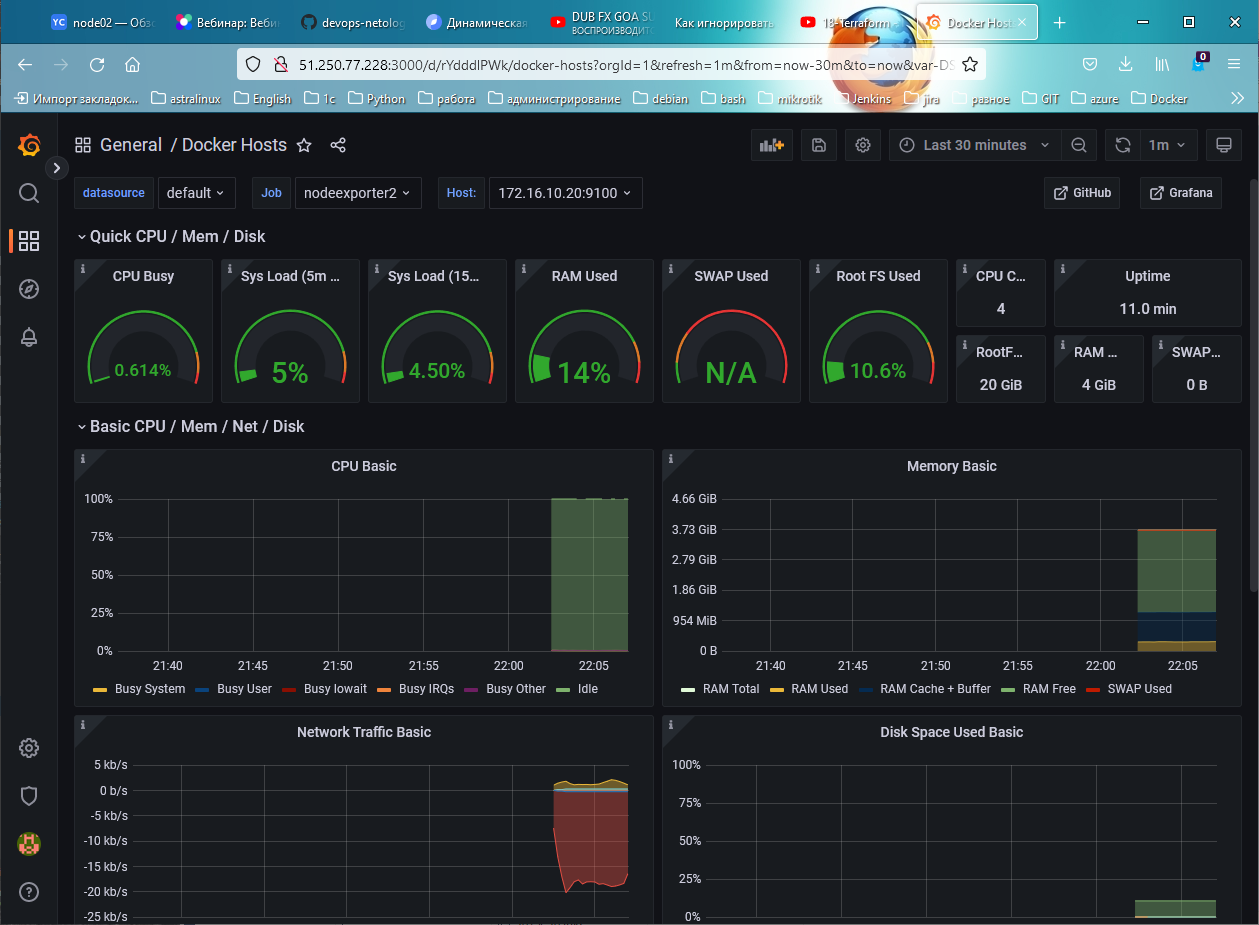 node02 — Обзо
Вебинар: Веби
devops-netolog
Динамическая
DUB FX GOA SU
ВОСПРОИЗВОДИТС
Как игнорировать
18-Terraform
Docker Hosts
51.250.77.228:3000/d/rYdddlPWk/docker-hosts?orgId=1&refresh=1m&from=now-30m&to=now&var-DS
0
Импорт закладок...
astralinux
English
1c
Python
работа
администрирование
debian
bash
mikrotik
Jenkins
jira
разное
GIT
azure
Docker
General / Docker Hosts
Last 30 minutes
1m
datasource
default
Job
nodeexporter2
Host:
172.16.10.20:9100
GitHub
Grafana
Quick CPU / Mem / Disk
CPU Busy
0.614%
Sys Load (5m ...
5%
Sys Load (15...
4.50%
RAM Used
14%
SWAP Used
N/A
Root FS Used
10.6%
CPU C...
4
Uptime
11.0 min
RootF...
20 GiB
RAM ...
4 GiB
SWAP...
0 B
Basic CPU / Mem / Net / Disk
CPU Basic
100%
75%
50%
25%
0%
21:40 21:45 21:50 21:55 22:00 22:05
Busy System Busy User Busy Iowait Busy IRQs Busy Other Idle
Memory Basic
4.66 GiB
3.73 GiB
2.79 GiB
1.86 GiB
954 MiB
0 B
21:40 21:45 21:50 21:55 22:00 22:05
RAM Total RAM Used RAM Cache + Buffer RAM Free SWAP Used
Network Traffic Basic
5 kb/s
0 b/s
-5 kb/s
-10 kb/s
-15 kb/s
-20 kb/s
-25 kb/s
Disk Space Used Basic
100%
75%
50%
25%
0%